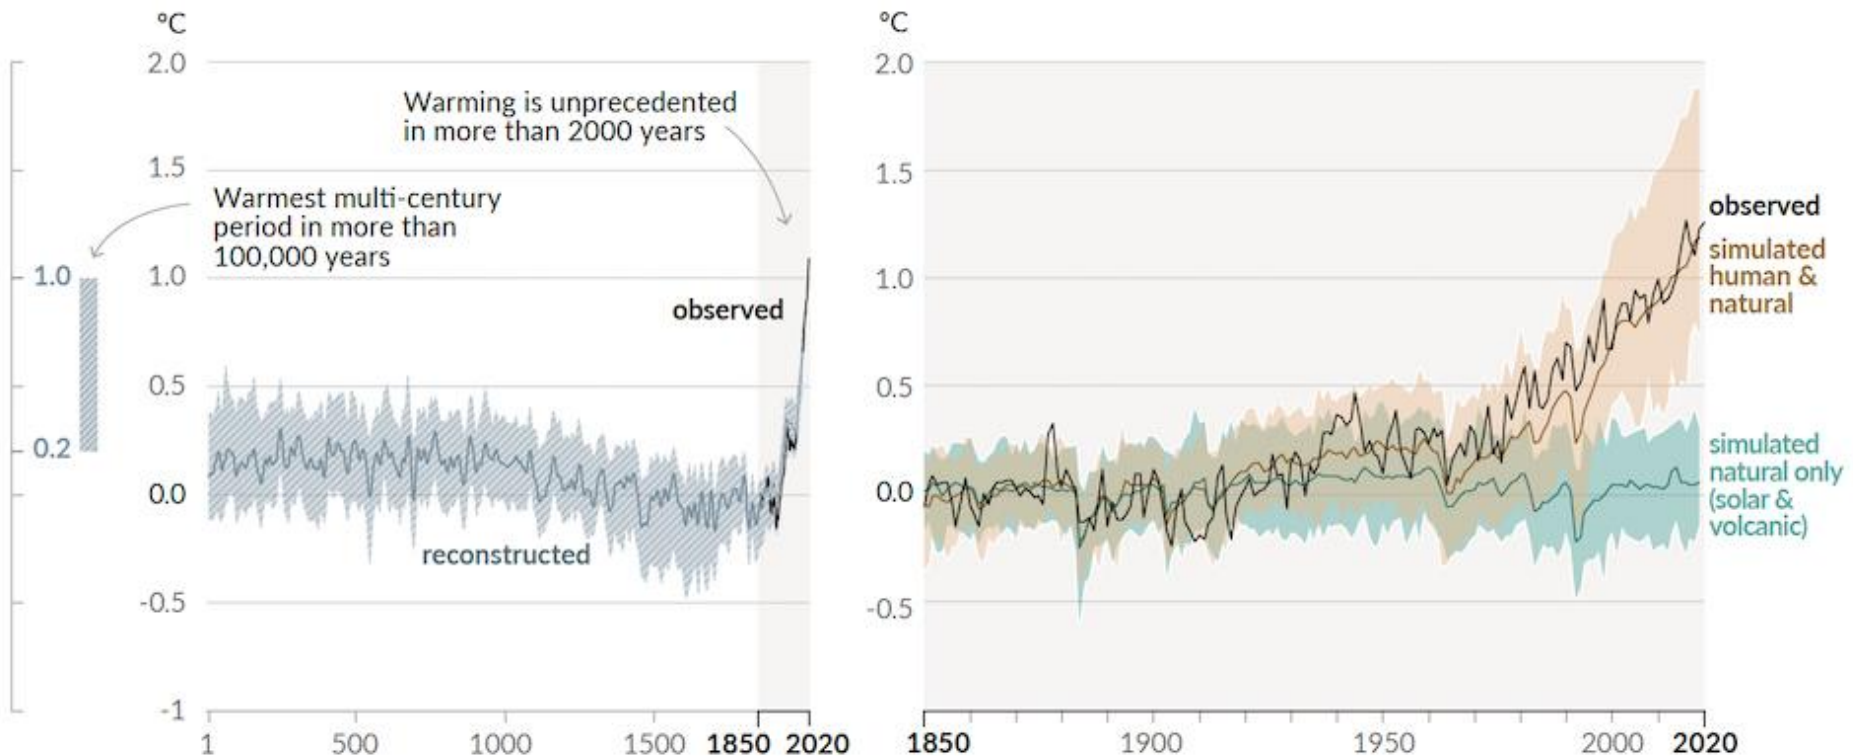 1.0
0.2
°C
2.0
1.5
1.0
0.5
0.0
-0.5
-1
Warming is unprecedented
in more than 2000 years
Warmest multi-century
period in more than
100,000 years
observed
reconstructed
1
500
1000
1500
1850
2020
°C
2.0
1.5
1.0
0.5
0.0
-0.5
observed
simulated
human &
natural
simulated
natural only
(solar &
volcanic)
1850
1900
1950
2000
2020